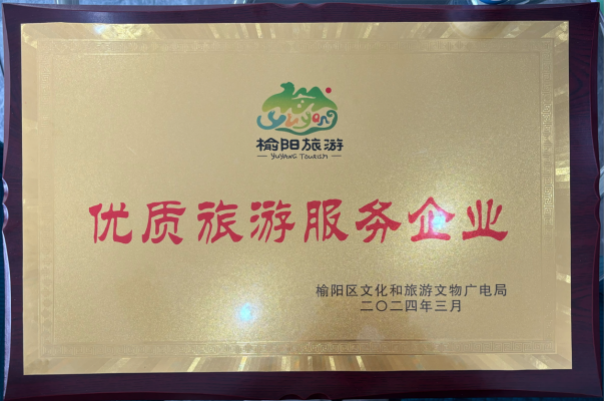 yuyang
榆阳旅游
Yuyang Tourism
优质旅游服务企业
榆阳区文化和旅游文物广电局
二〇二四年三月